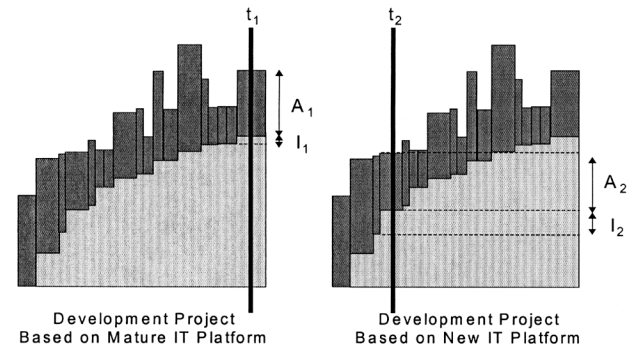 t1
t2
A1
I1
A2
I2
Development Project
Based on Mature IT Platform
Development Project
Based on New IT Platform